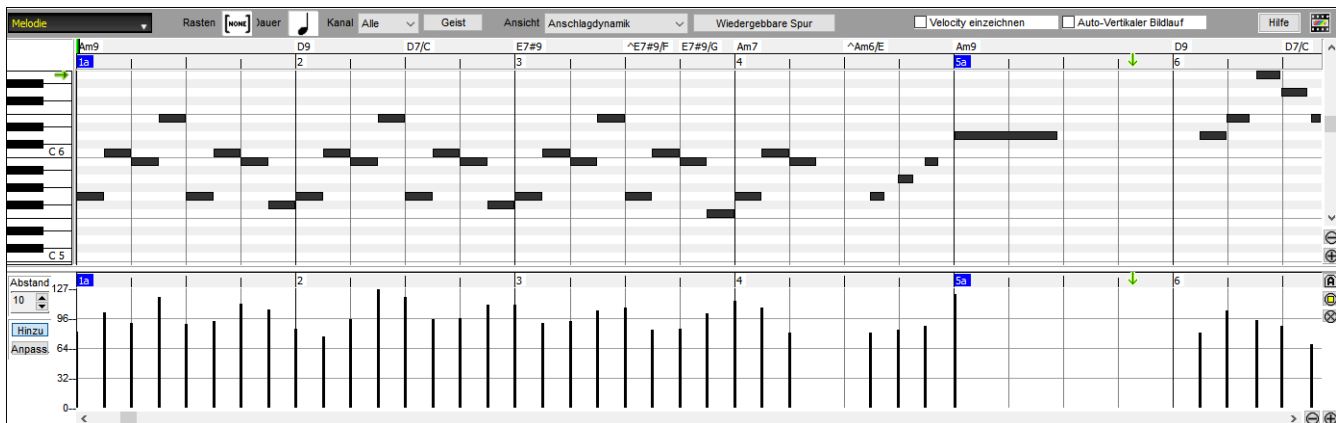 Melodie Rasten [NONE] Dauer Kanal Alle Geist Ansicht Anschlagdynamik Wiedergebbare Spur Velocity einzeichnen Auto-Vertikaler Bildlauf Hilfe
Am9 D9 D7/C E7#9 ^E7#9/F E7#9/G Am7 ^Am6/E Am9 D9 D7/C
1a 2 3 4 5a 6
C 6
C 5
Abstand 1a 2 3 4 5a 6
127
10
96
Hinzu
Anpass. 64
32
0
A